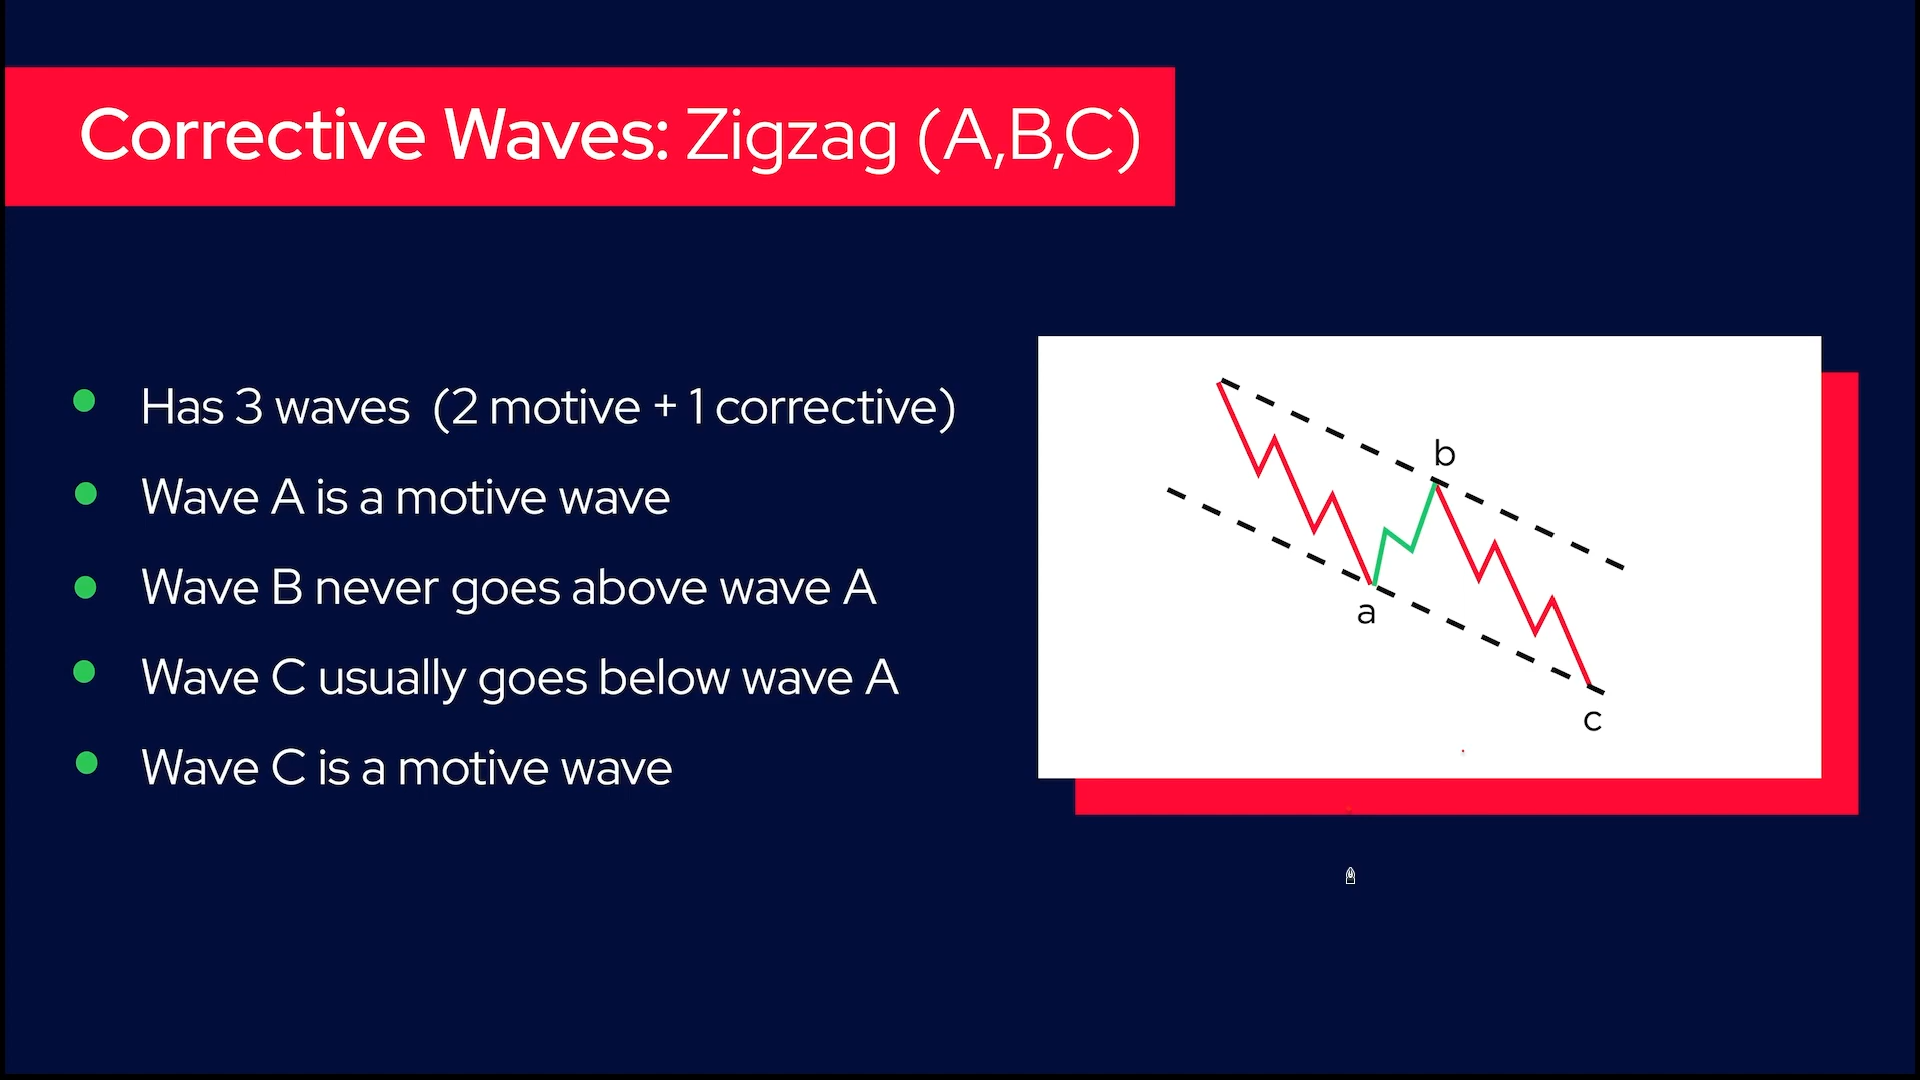 Corrective Waves: Zigzag (A,B,C)
Has 3 waves (2 motive + 1 corrective)
Wave A is a motive wave
Wave B never goes above wave A
Wave C usually goes below wave A
Wave C is a motive wave
b
a
c